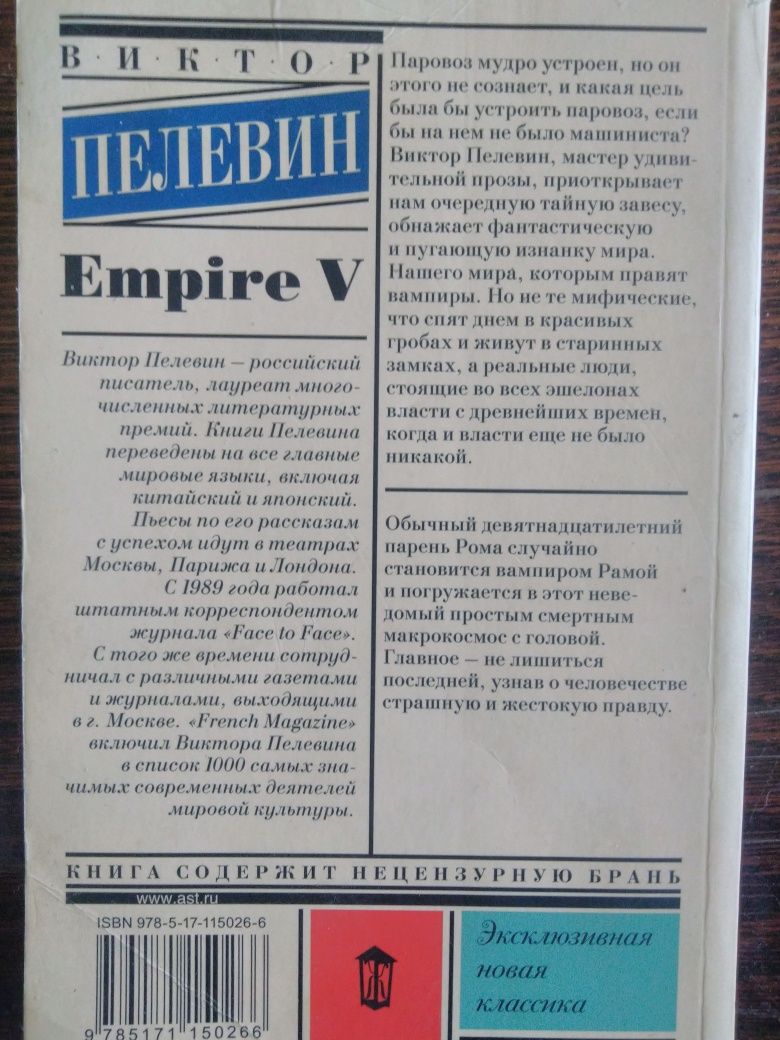 В · И · К · Т · О · Р
ПЕЛЕВИН
Empire V
Виктор Пелевин – российский
писатель, лауреат много-
численных литературных
премий. Книги Пелевина
переведены на все главные
мировые языки, включая
китайский и японский.
Пьесы по его рассказам
с успехом идут в театрах
Москвы, Парижа и Лондона.
С 1989 года работал
штатным корреспондентом
журнала «Face to Face».
С того же времени сотруд-
ничал с различными газетами
и журналами, выходящими
в г. Москве. «French Magazine»
включил Виктора Пелевина
в список 1000 самых зна-
чимых современных деятелей
мировой культуры.
Паровоз мудро устроен, но он
этого не сознает, и какая цель
была бы устроить паровоз, если
бы на нем не было машиниста?
Виктор Пелевин, мастер удиви-
тельной прозы, приоткрывает
нам очередную тайную завесу,
обнажает фантастическую
и пугающую изнанку мира.
Нашего мира, которым правят
вампиры. Но не те мифические,
что спят днем в красивых
гробах и живут в старинных
замках, а реальные люди,
стоящие во всех эшелонах
власти с древнейших времен,
когда и власти еще не было
никакой.
Обычный девятнадцатилетний
парень Рома случайно
становится вампиром Рамой
и погружается в этот неве-
домый простым смертным
макрокосмос с головой.
Главное – не лишиться
последней, узнав о человечестве
страшную и жестокую правду.
КНИГА СОДЕРЖИТ НЕЦЕНЗУРНУЮ БРАНЬ
www.ast.ru
ISBN 978-5-17-115026-6
9 785171 150266
Эксклюзивная
новая
классика